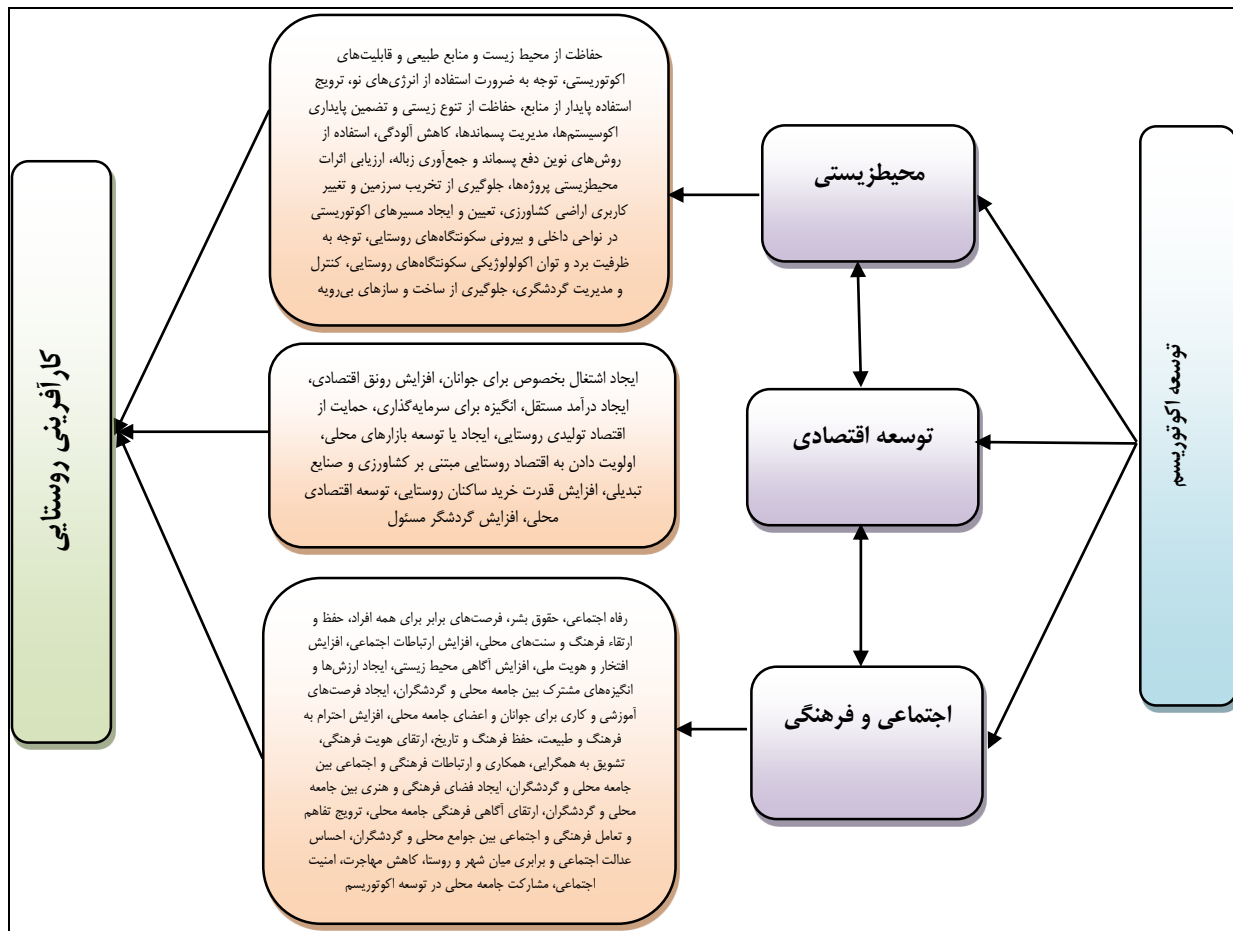 توسعه اکوتوریسم
محیطزیستی
توسعه اقتصادی
اجتماعی و فرهنگی
حفاظت از محیط زیست و منابع طبیعی و قابلیت‌های
اکوتوریستی، توجه به ضرورت استفاده از انرژی‌های نو، ترویج
استفاده پایدار از منابع، حفاظت از تنوع زیستی و تضمین پایداری
اکوسیستم‌ها، مدیریت پسماندها، کاهش آلودگی، استفاده از
روش‌های نوین دفع پسماند و جمع‌آوری زباله، ارزیابی اثرات
محیطزیستی پروژه‌ها، جلوگیری از تخریب سرزمین و تغییر
کاربری اراضی کشاورزی، تعیین و ایجاد مسیرهای اکوتوریستی
در نواحی داخلی و بیرونی سکونتگاه‌های روستایی، توجه به
ظرفیت برد و توان اکولولوژیکی سکونتگاه‌های روستایی، کنترل
و مدیریت گردشگری، جلوگیری از ساخت و سازهای بی‌رویه
ایجاد اشتغال بخصوص برای جوانان، افزایش رونق اقتصادی،
ایجاد درآمد مستقل، انگیزه برای سرمایه‌گذاری، حمایت از
اقتصاد تولیدی روستایی، ایجاد یا توسعه بازارهای محلی،
اولویت دادن به اقتصاد روستایی مبتنی بر کشاورزی و صنایع
تبدیلی، افزایش قدرت خرید ساکنان روستایی، توسعه اقتصادی
محلی، افزایش گردشگر مسئول
رفاه اجتماعی، حقوق بشر، فرصت‌های برابر برای همه افراد، حفظ و
ارتقاء فرهنگ و سنت‌های محلی، افزایش ارتباطات اجتماعی، افزایش
افتخار و هویت ملی، افزایش آگاهی محیط زیستی، ایجاد ارزش‌ها و
انگیزه‌های مشترک بین جامعه محلی و گردشگران، ایجاد فرصت‌های
آموزشی و کاری برای جوانان و اعضای جامعه محلی، افزایش احترام به
فرهنگ و طبیعت، حفظ فرهنگ و تاریخ، ارتقای هویت فرهنگی،
تشویق به همگرایی، همکاری و ارتباطات فرهنگی و اجتماعی بین
جامعه محلی و گردشگران، ایجاد فضای فرهنگی و هنری بین جامعه
محلی و گردشگران، ارتقای آگاهی فرهنگی جامعه محلی، ترویج تفاهم
و تعامل فرهنگی و اجتماعی بین جوامع محلی و گردشگران، احساس
عدالت اجتماعی و برابری میان شهر و روستا، کاهش مهاجرت، امنیت
اجتماعی، مشارکت جامعه محلی در توسعه اکوتوریسم
کارآفرینی روستایی